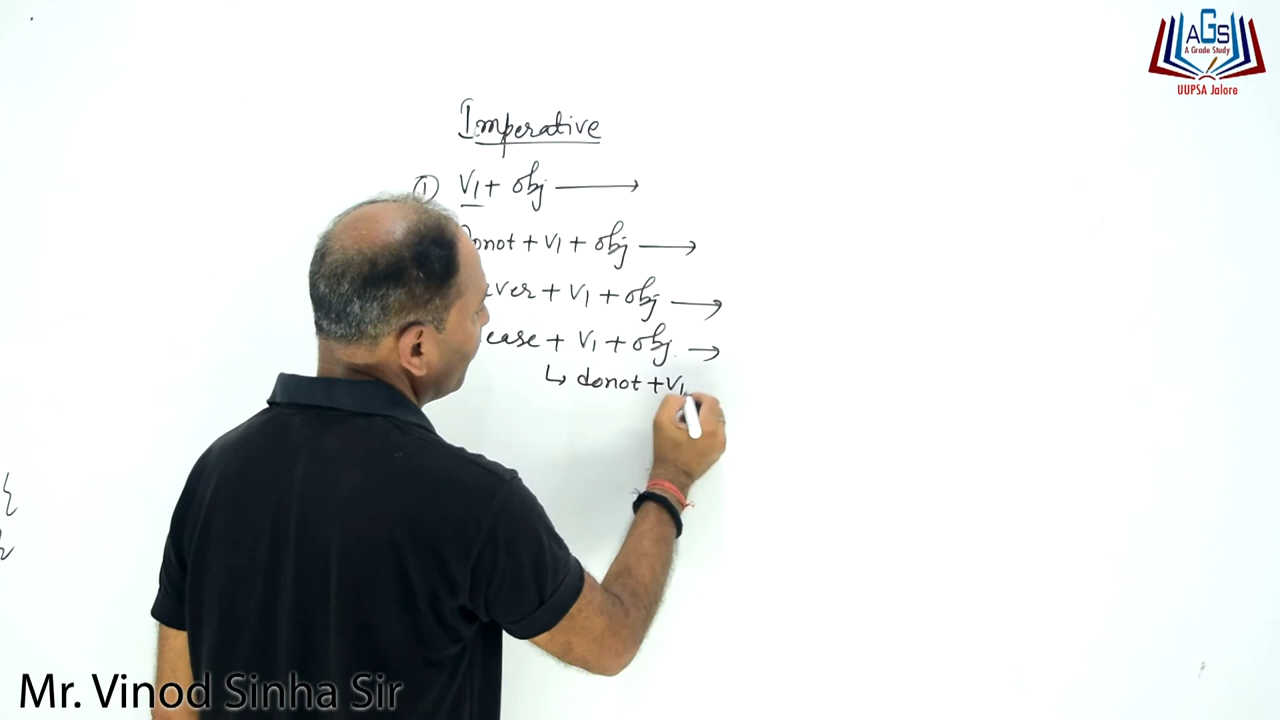 AGS
A Grade Study
UUPSA Jalore
Imperative
① V1 + obj →
Donot + V1 + obj →
ver + V1 + obj →
ease + V1 + obj. →
↳ donot + V1
Mr. Vinod Sinha Sir